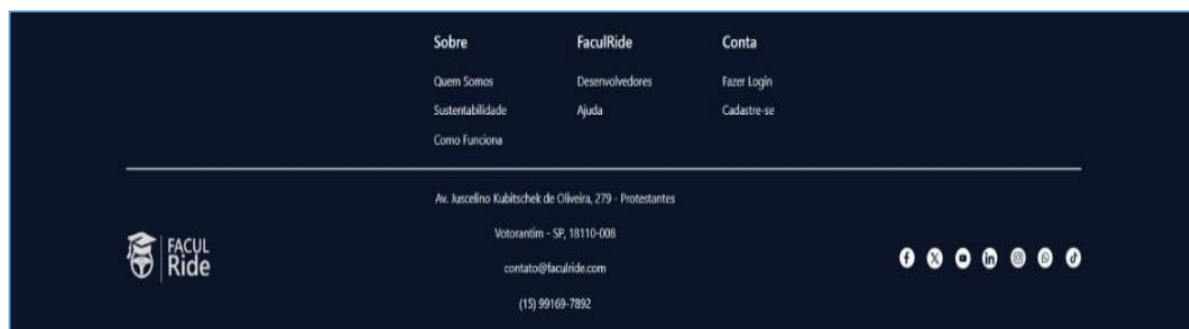 Sobre FaculRide Conta
Quem Somos Desenvolvedores Fazer Login
Sustentabilidade Ajuda Cadastre-se
Como Funciona
Av. Juscelino Kubitschek de Oliveira, 279 - Protestantes
Votorantim - SP, 18110-008
contato@faculride.com
(15) 99169-7892
FACUL
Ride